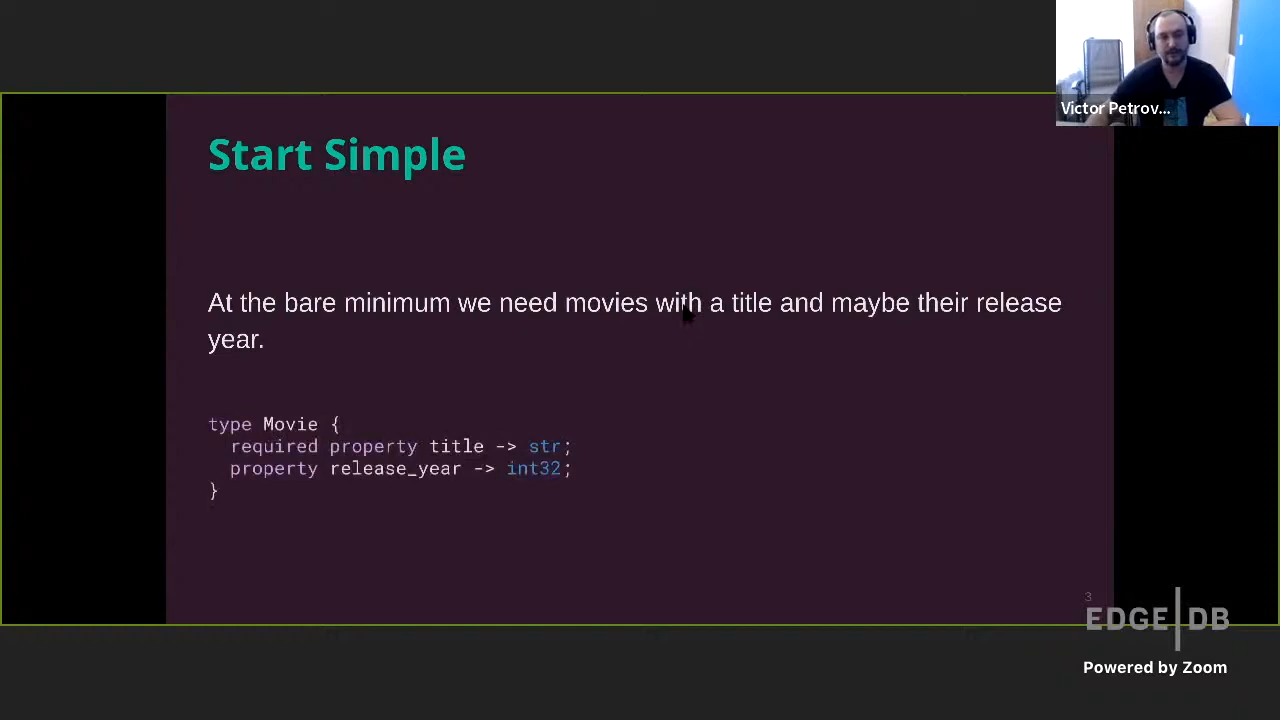 Victor Petrov...
Start Simple
At the bare minimum we need movies with a title and maybe their release
year.
type Movie {
  required property title -> str;
  property release_year -> int32;
}
3
EDGE|DB
Powered by Zoom